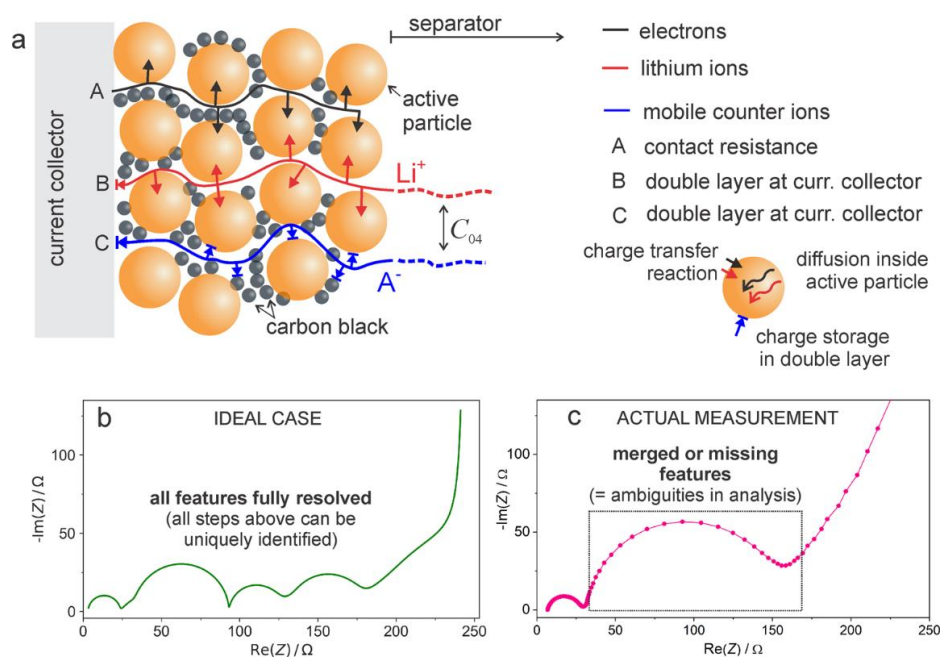 a
separator
electrons
lithium ions
mobile counter ions
A contact resistance
B double layer at curr. collector
C double layer at curr. collector
current collector
A
active
particle
B
Li+
C
C04
A-
carbon black
charge transfer
reaction
diffusion inside
active particle
charge storage
in double layer
b
IDEAL CASE
all features fully resolved
(all steps above can be
uniquely identified)
-Im(Z) / Ω
100
50
0
0 50 100 150 200 250
Re(Z) / Ω
c
ACTUAL MEASUREMENT
merged or missing
features
(= ambiguities in analysis)
-Im(Z) / Ω
100
50
0
0 50 100 150 200 250
Re(Z) / Ω